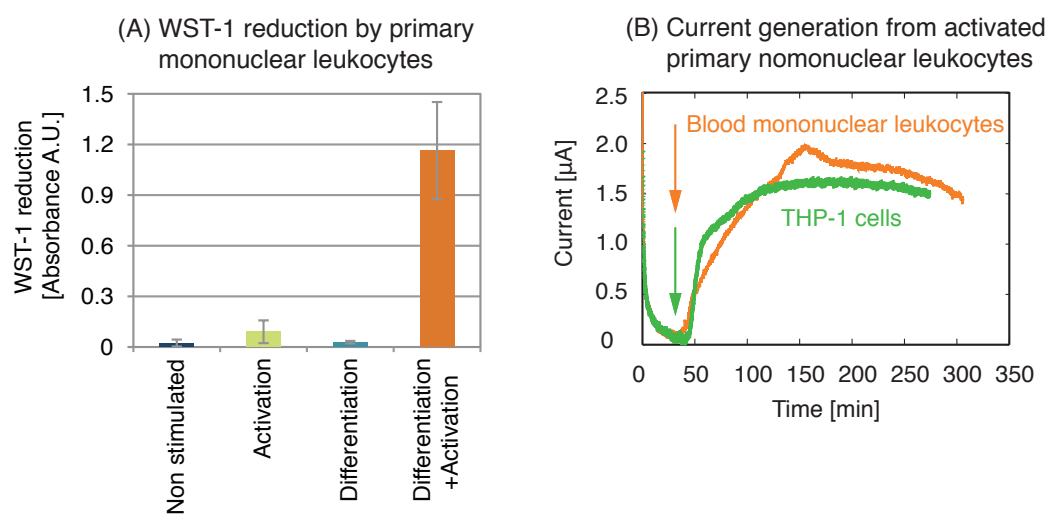 (A) WST-1 reduction by primary
mononuclear leukocytes
WST-1 reduction
[Absorbance A.U.]
1.5
1.2
0.9
0.6
0.3
0
Non stimulated
Activation
Differentiation
Differentiation
+Activation
(B) Current generation from activated
primary nomonuclear leukocytes
Current [µA]
2.5
2.0
1.5
1.0
0.5
0
Blood mononuclear leukocytes
THP-1 cells
0 50 100 150 200 250 300 350
Time [min]